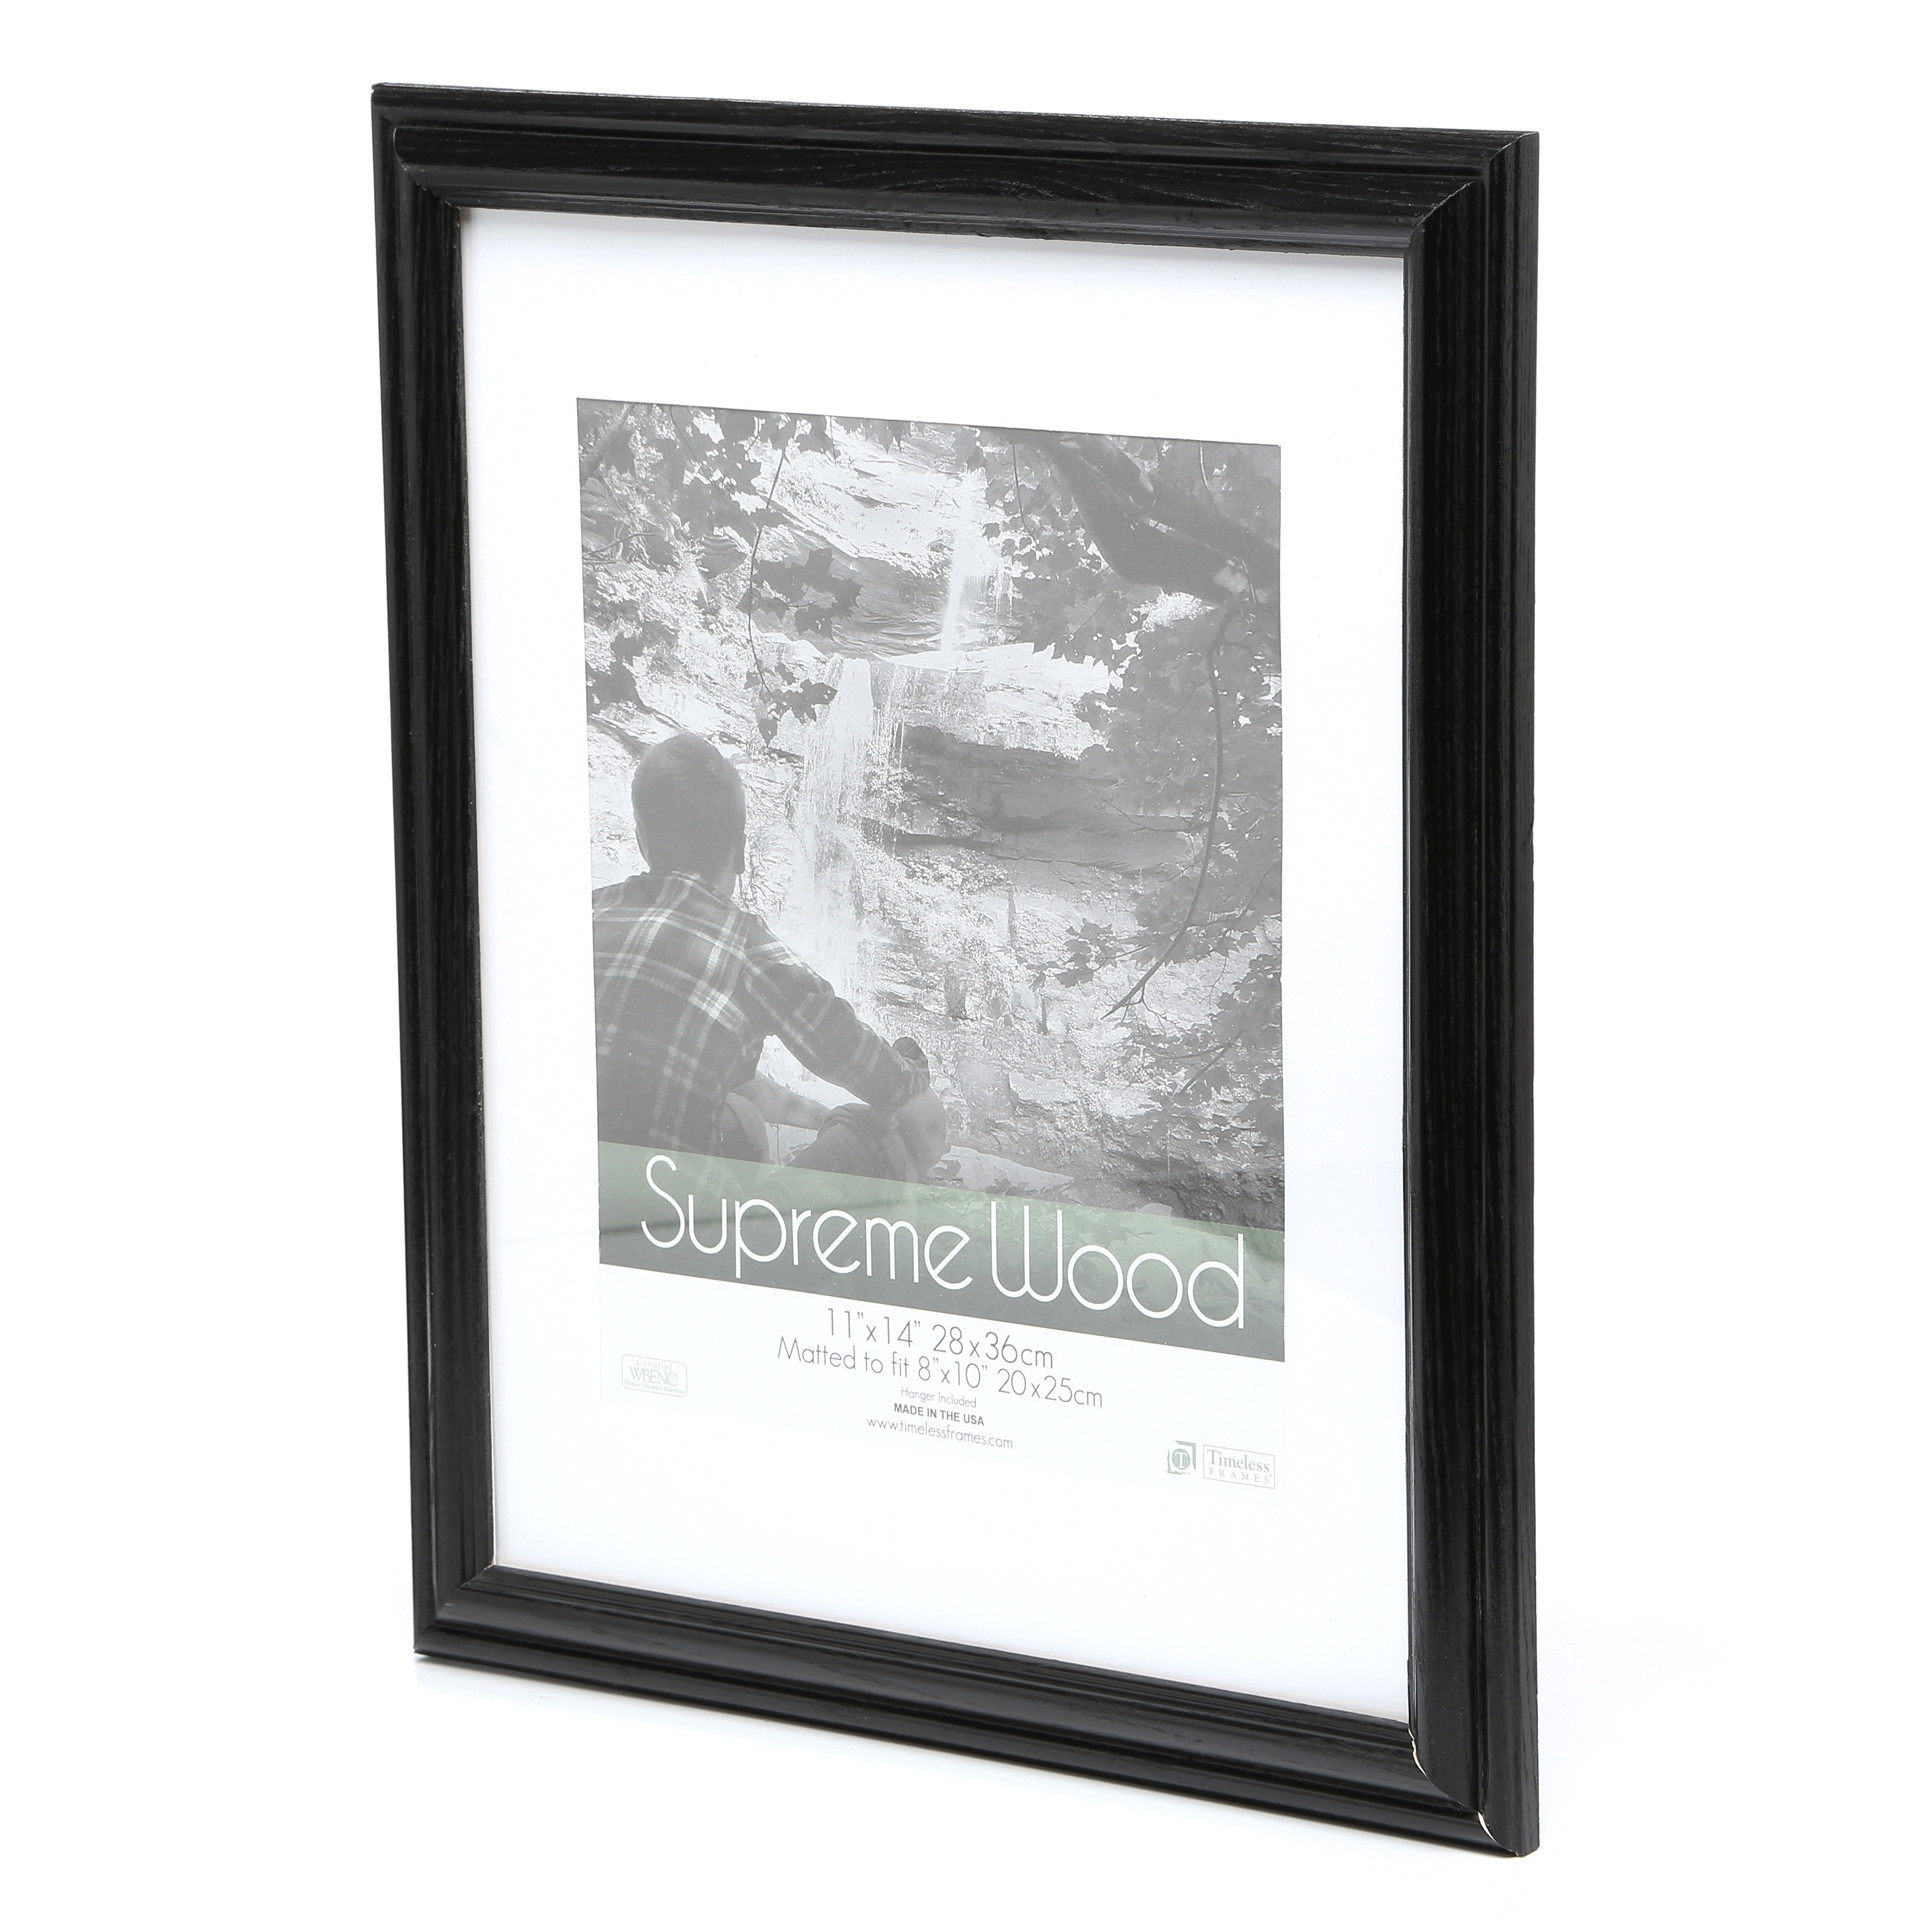 Supreme Wood
11"x14" 28x36cm
Matted to fit 8"x10" 20x25cm
Hanger Included
MADE IN THE USA
www.timelessframes.com
Certified
WBENC
T
Timeless
FRAMES